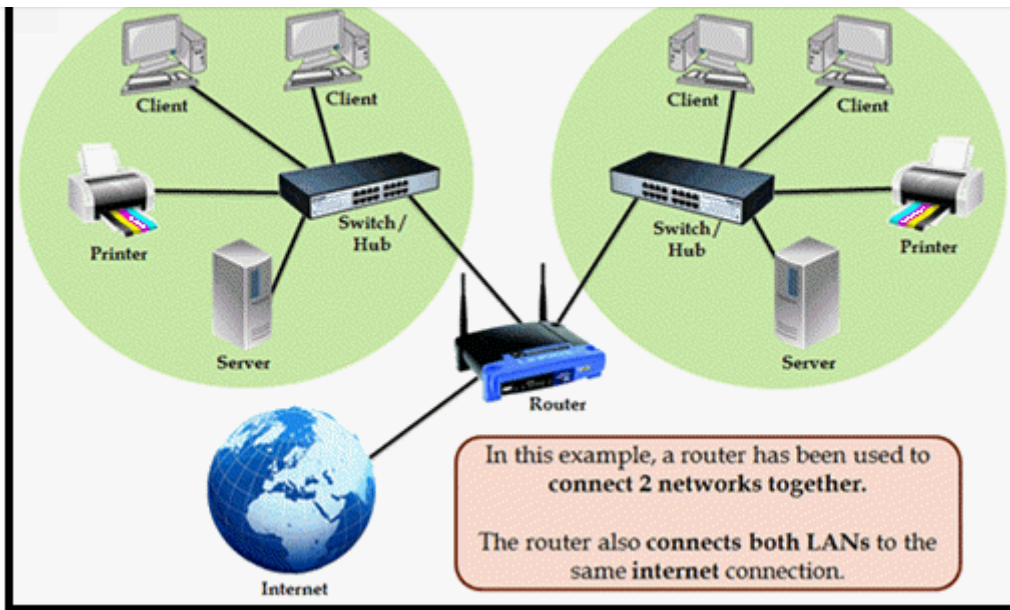 Client
Client
Client
Client
Switch/
Hub
Switch/
Hub
Printer
Printer
Server
Server
Router
In this example, a router has been used to
connect 2 networks together.
The router also connects both LANs to the
same internet connection.
Internet